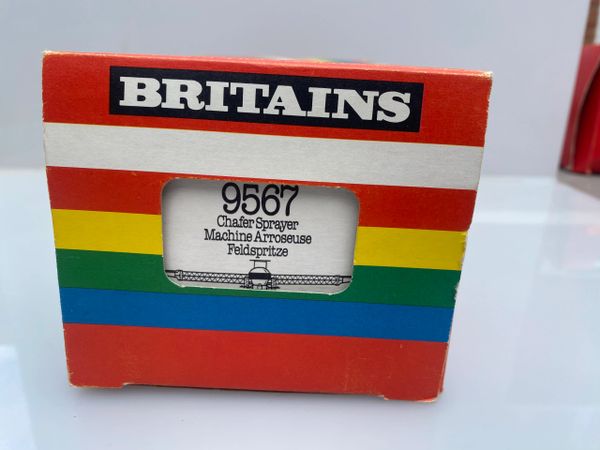 BRITAINS
9567
Chafer Sprayer
Machine Arroseuse
Feldspritze